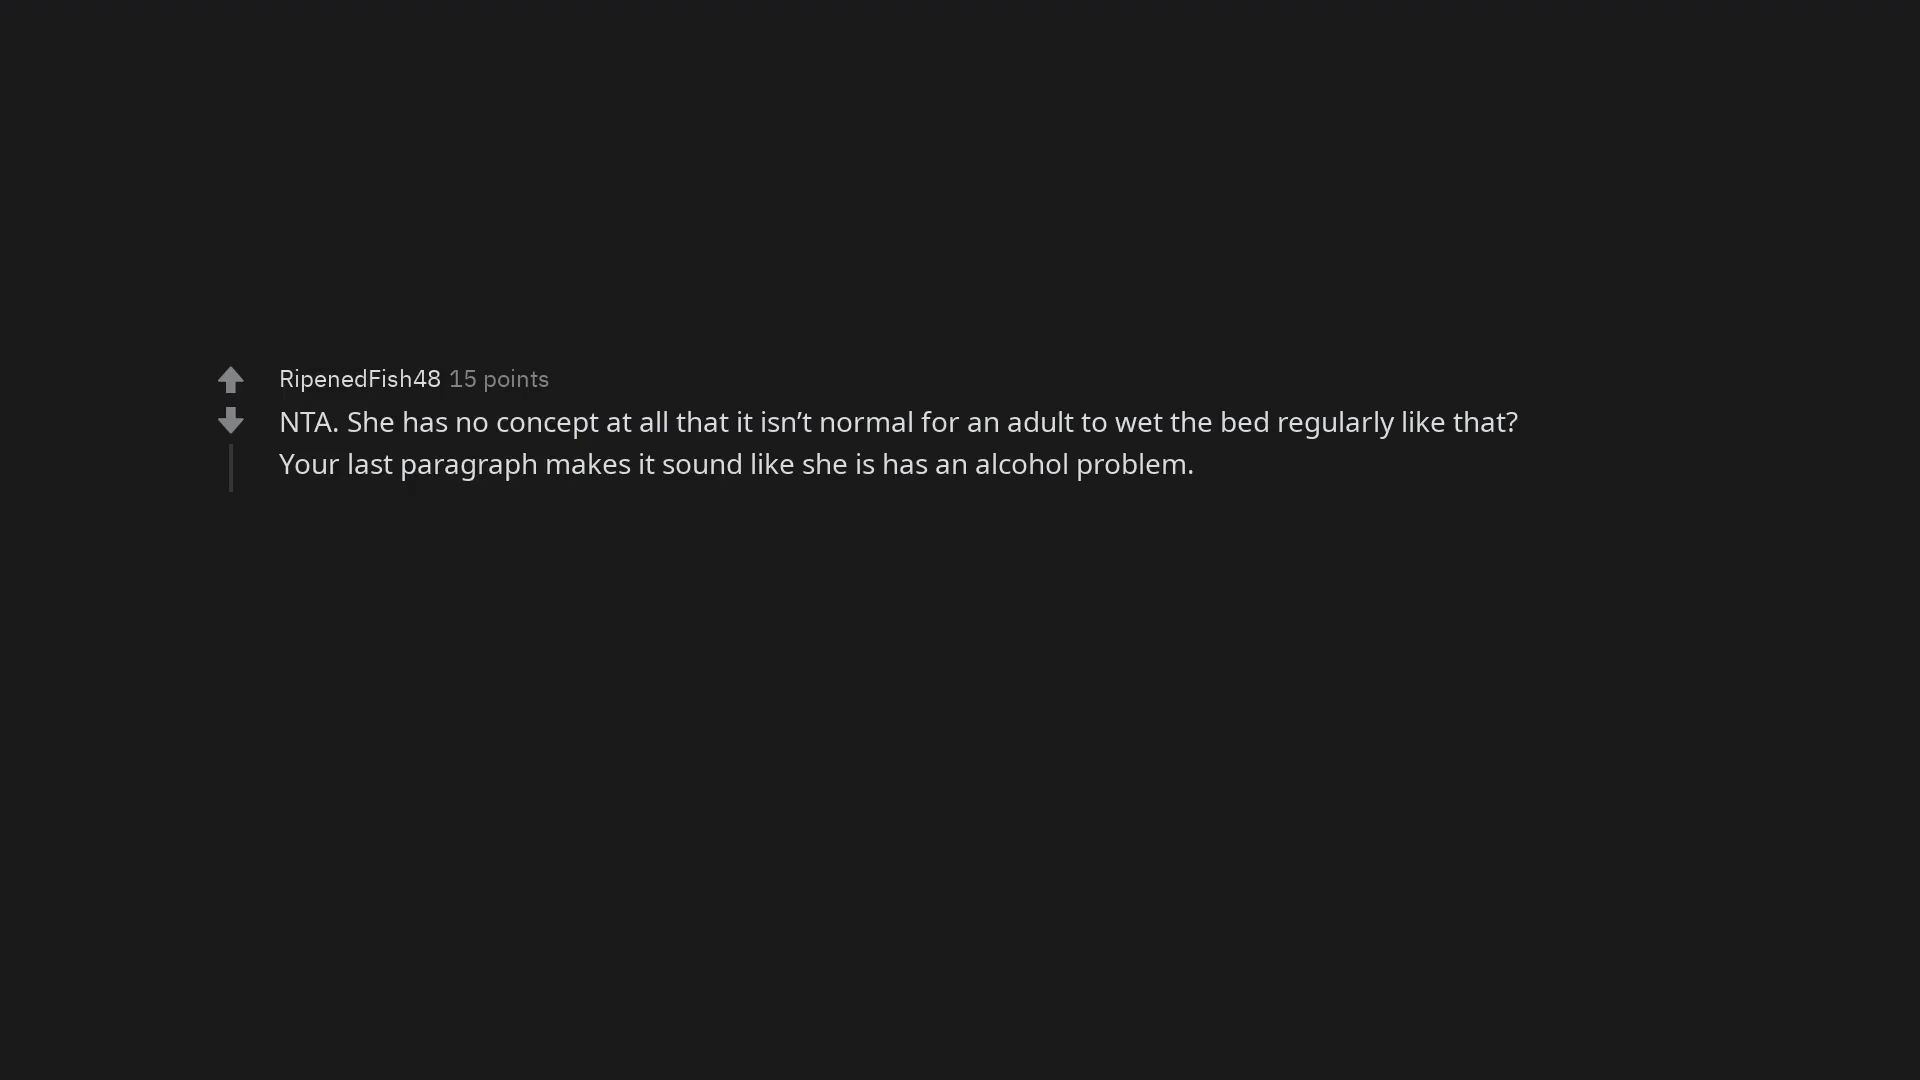 RipenedFish48 15 points
NTA. She has no concept at all that it isn’t normal for an adult to wet the bed regularly like that?
Your last paragraph makes it sound like she is has an alcohol problem.